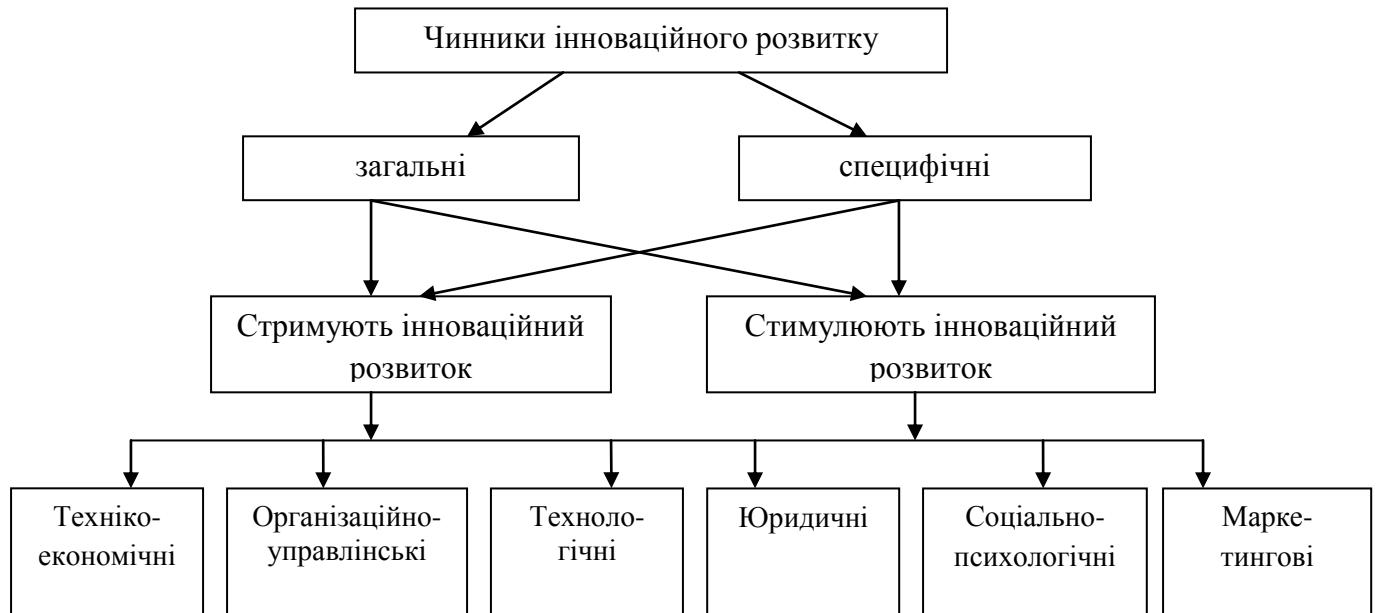 Чинники інноваційного розвитку
загальні
специфічні
Стримують інноваційний
розвиток
Стимулюють інноваційний
розвиток
Техніко-
економічні
Організаційно-
управлінські
Техноло-
гічні
Юридичні
Соціально-
психологічні
Марке-
тингові